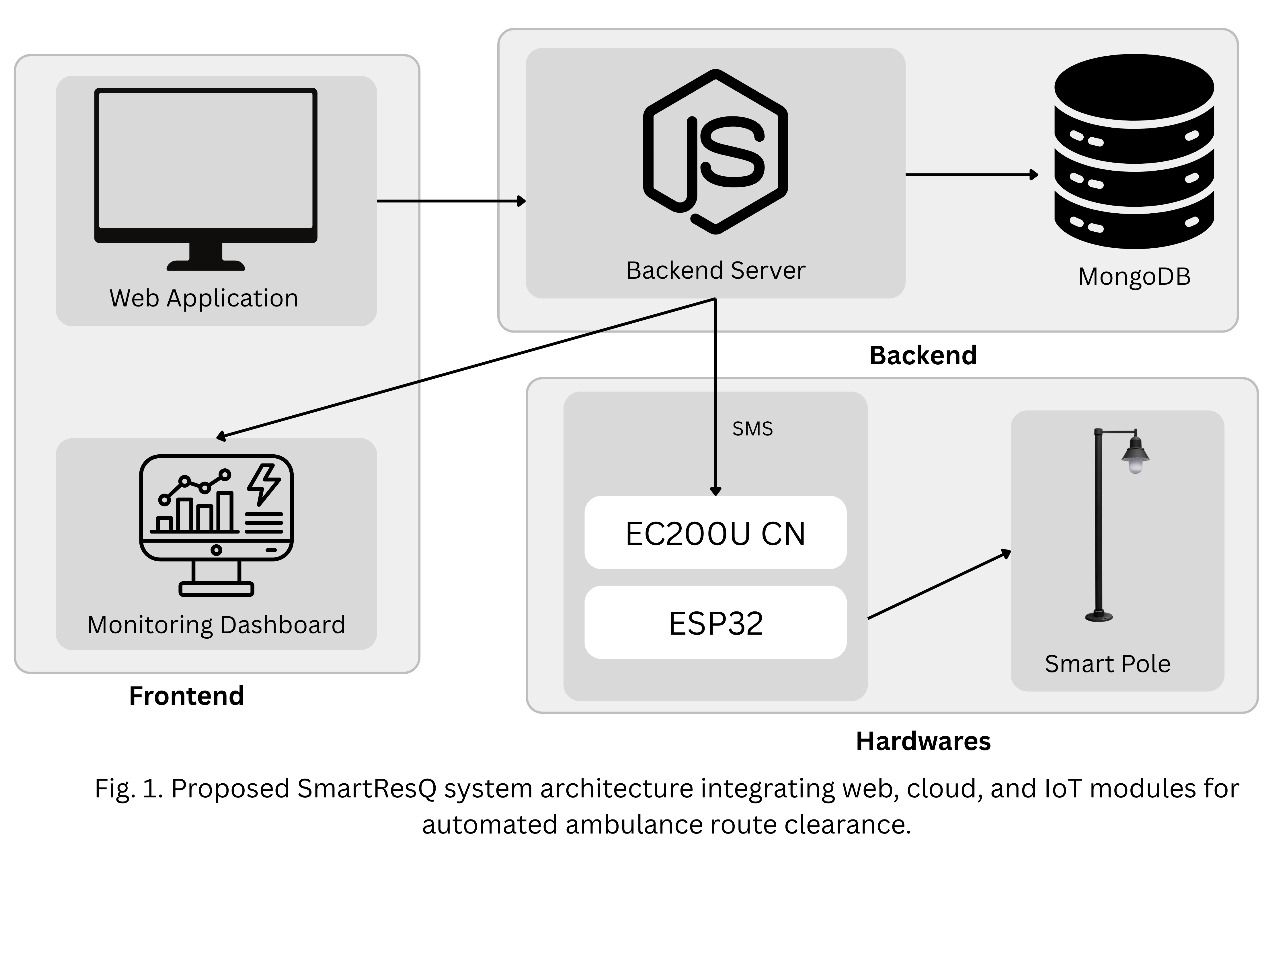 JS
Backend Server
MongoDB
Web Application
Backend
SMS
EC200U CN
ESP32
Monitoring Dashboard
Smart Pole
Frontend
Hardwares
Fig. 1. Proposed SmartResQ system architecture integrating web, cloud, and IoT modules for
automated ambulance route clearance.